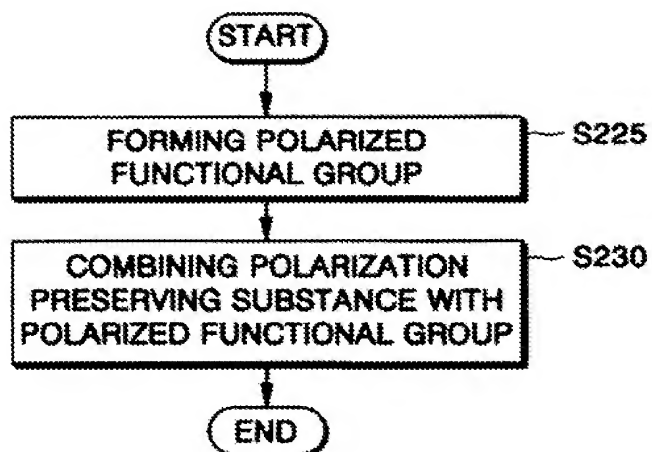 START
FORMING POLARIZED
FUNCTIONAL GROUP
S225
COMBINING POLARIZATION
PRESERVING SUBSTANCE WITH
POLARIZED FUNCTIONAL GROUP
S230
END